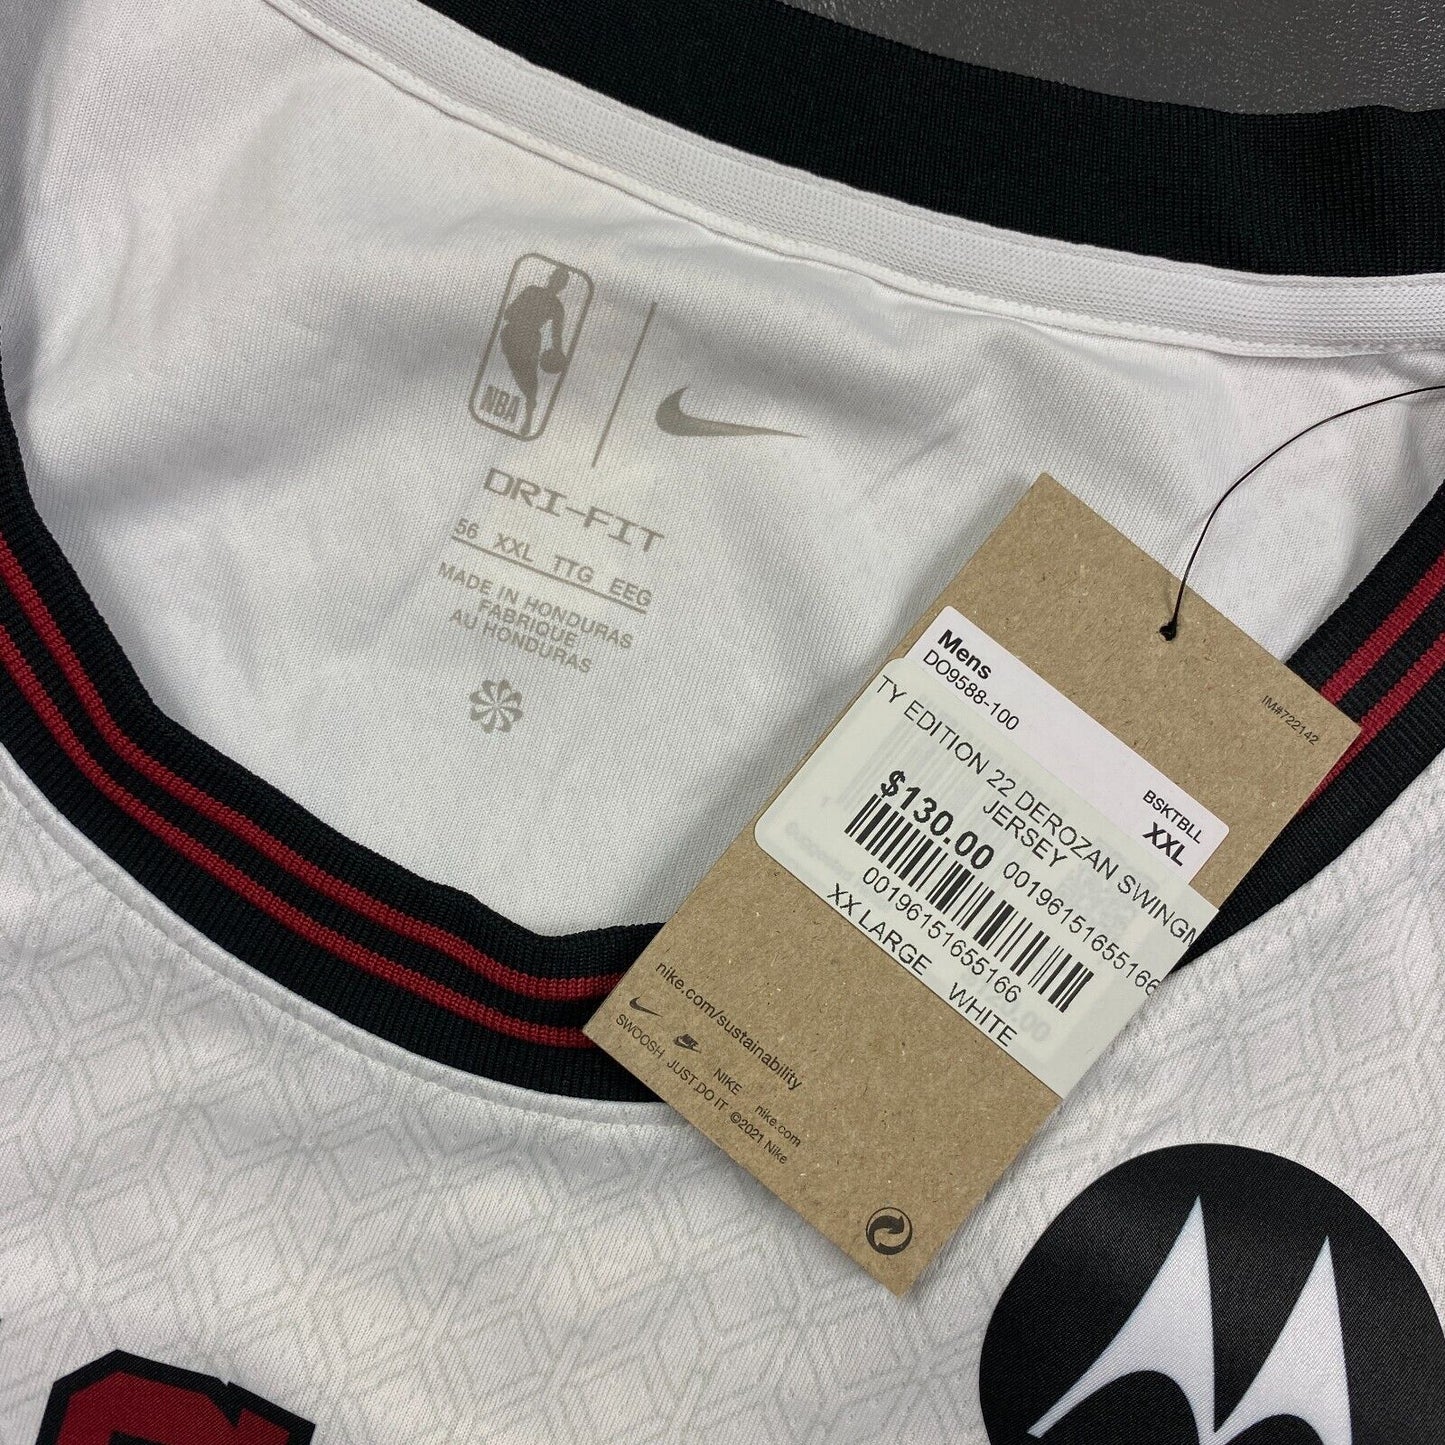 NBA
DRI-FIT
56 XXL TTG EEG
MADE IN HONDURAS
FABRIQUE
AU HONDURAS
Mens
DO9588-100
IM#722142
BSKTBLL
XXL
TY EDITION 22 DEROZAN SWINGM
JERSEY
$130.00
00196151655166
00196151655166
XX LARGE WHITE
nike.com/sustainability
SWOOSH JUST DO IT NIKE nike.com
©2021 Nike